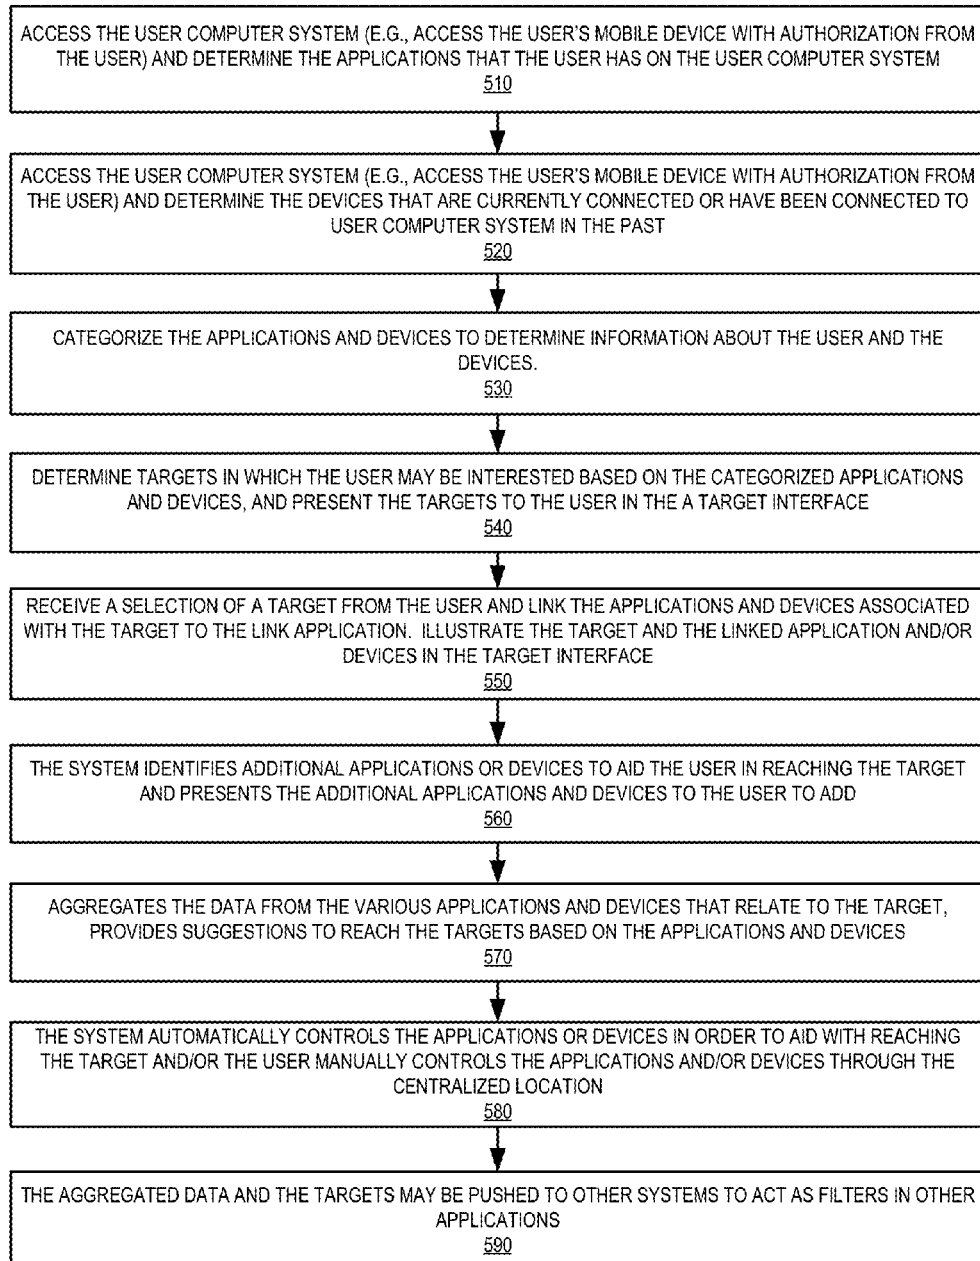 ACCESS THE USER COMPUTER SYSTEM (E.G., ACCESS THE USER'S MOBILE DEVICE WITH AUTHORIZATION FROM
THE USER) AND DETERMINE THE APPLICATIONS THAT THE USER HAS ON THE USER COMPUTER SYSTEM
510
ACCESS THE USER COMPUTER SYSTEM (E.G., ACCESS THE USER'S MOBILE DEVICE WITH AUTHORIZATION FROM
THE USER) AND DETERMINE THE DEVICES THAT ARE CURRENTLY CONNECTED OR HAVE BEEN CONNECTED TO
USER COMPUTER SYSTEM IN THE PAST
520
CATEGORIZE THE APPLICATIONS AND DEVICES TO DETERMINE INFORMATION ABOUT THE USER AND THE
DEVICES.
530
DETERMINE TARGETS IN WHICH THE USER MAY BE INTERESTED BASED ON THE CATEGORIZED APPLICATIONS
AND DEVICES, AND PRESENT THE TARGETS TO THE USER IN THE A TARGET INTERFACE
540
RECEIVE A SELECTION OF A TARGET FROM THE USER AND LINK THE APPLICATIONS AND DEVICES ASSOCIATED
WITH THE TARGET TO THE LINK APPLICATION. ILLUSTRATE THE TARGET AND THE LINKED APPLICATION AND/OR
DEVICES IN THE TARGET INTERFACE
550
THE SYSTEM IDENTIFIES ADDITIONAL APPLICATIONS OR DEVICES TO AID THE USER IN REACHING THE TARGET
AND PRESENTS THE ADDITIONAL APPLICATIONS AND DEVICES TO THE USER TO ADD
560
AGGREGATES THE DATA FROM THE VARIOUS APPLICATIONS AND DEVICES THAT RELATE TO THE TARGET,
PROVIDES SUGGESTIONS TO REACH THE TARGETS BASED ON THE APPLICATIONS AND DEVICES
570
THE SYSTEM AUTOMATICALLY CONTROLS THE APPLICATIONS OR DEVICES IN ORDER TO AID WITH REACHING
THE TARGET AND/OR THE USER MANUALLY CONTROLS THE APPLICATIONS AND/OR DEVICES THROUGH THE
CENTRALIZED LOCATION
580
THE AGGREGATED DATA AND THE TARGETS MAY BE PUSHED TO OTHER SYSTEMS TO ACT AS FILTERS IN OTHER
APPLICATIONS
590